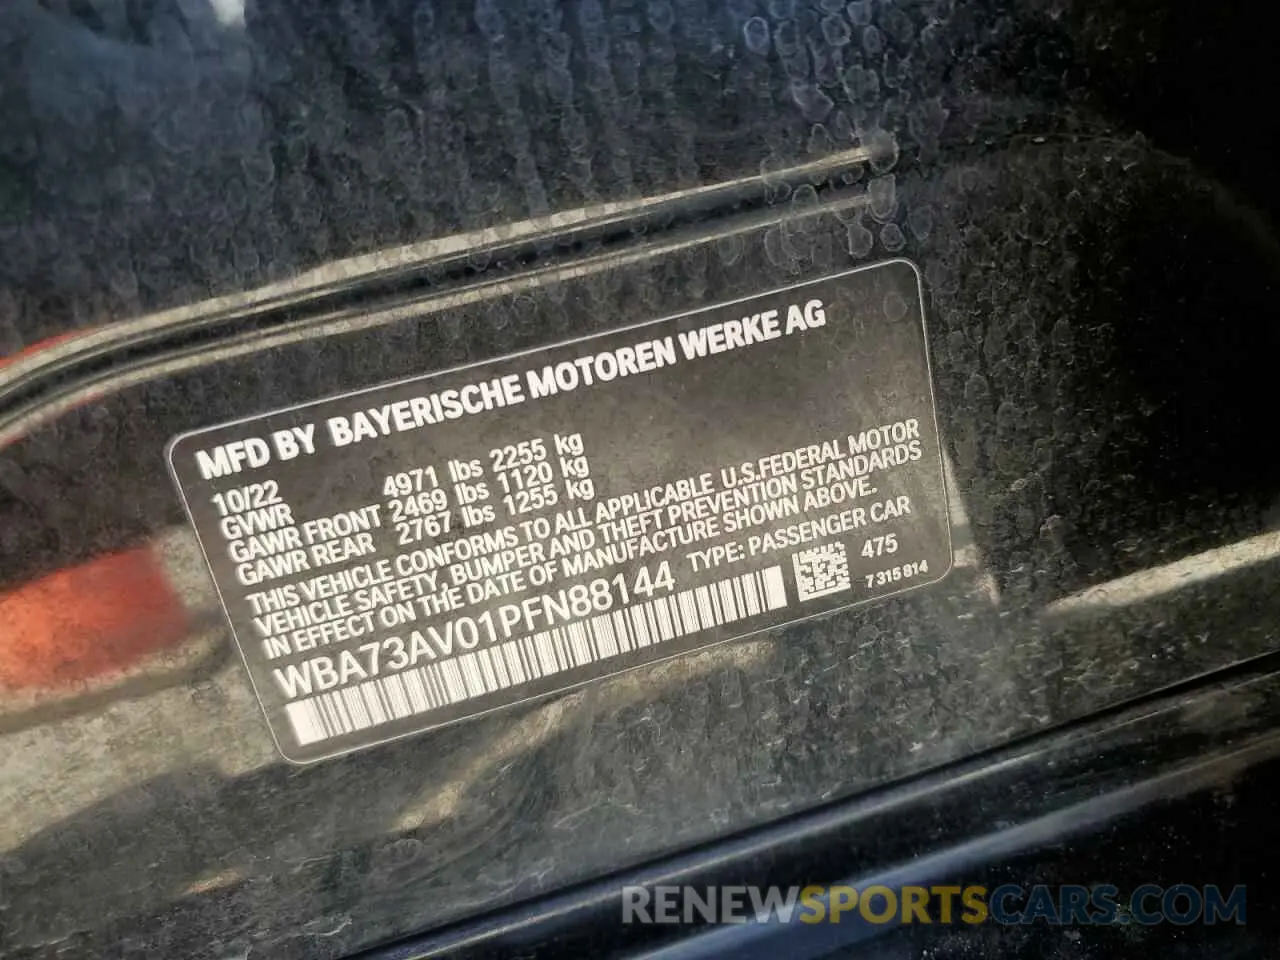 MFD BY BAYERISCHE MOTOREN WERKE AG
10/22
GVWR 4971 lbs 2255 kg
GAWR FRONT 2469 lbs 1120 kg
GAWR REAR 2767 lbs 1255 kg
THIS VEHICLE CONFORMS TO ALL APPLICABLE U.S.FEDERAL MOTOR
VEHICLE SAFETY, BUMPER AND THEFT PREVENTION STANDARDS
IN EFFECT ON THE DATE OF MANUFACTURE SHOWN ABOVE.
WBA73AV01PFN88144 TYPE: PASSENGER CAR
475
7 315 814
RENEWSPORTSCARS.COM